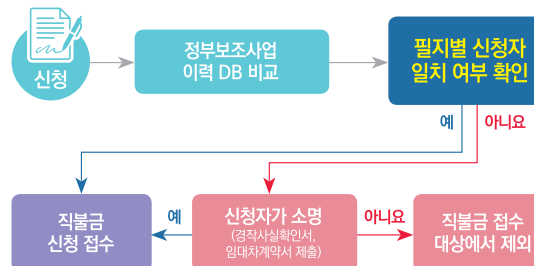 신청
정부보조사업
이력 DB 비교
필지별 신청자
일치 여부 확인
예
아니요
직불금
신청 접수
예
신청자가 소명
(경작사실확인서,
임대차계약서 제출)
아니요
직불금 접수
대상에서 제외